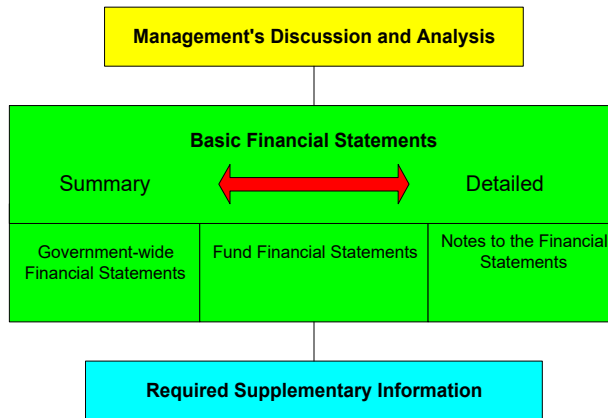 Management's Discussion and Analysis
Basic Financial Statements
Summary
Detailed
Government-wide
Financial Statements
Fund Financial Statements
Notes to the Financial
Statements
Required Supplementary Information